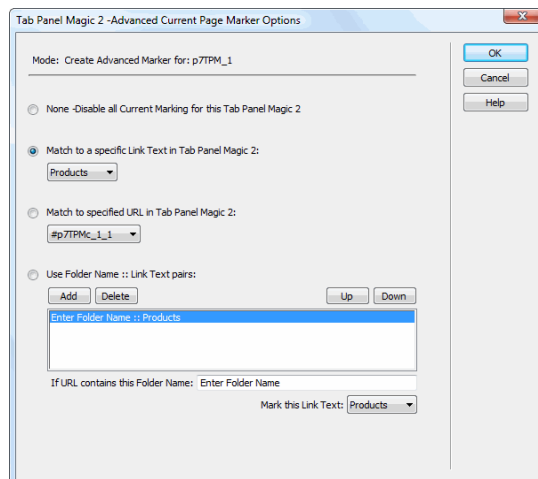 Tab Panel Magic 2 -Advanced Current Page Marker Options
Mode: Create Advanced Marker for: p7TPM_1
OK
Cancel
Help
None -Disable all Current Marking for this Tab Panel Magic 2
Match to a specific Link Text in Tab Panel Magic 2:
Products
Match to specified URL in Tab Panel Magic 2:
#p7TPMc_1_1
Use Folder Name :: Link Text pairs:
Add Delete Up Down
Enter Folder Name :: Products
If URL contains this Folder Name: Enter Folder Name
Mark this Link Text: Products